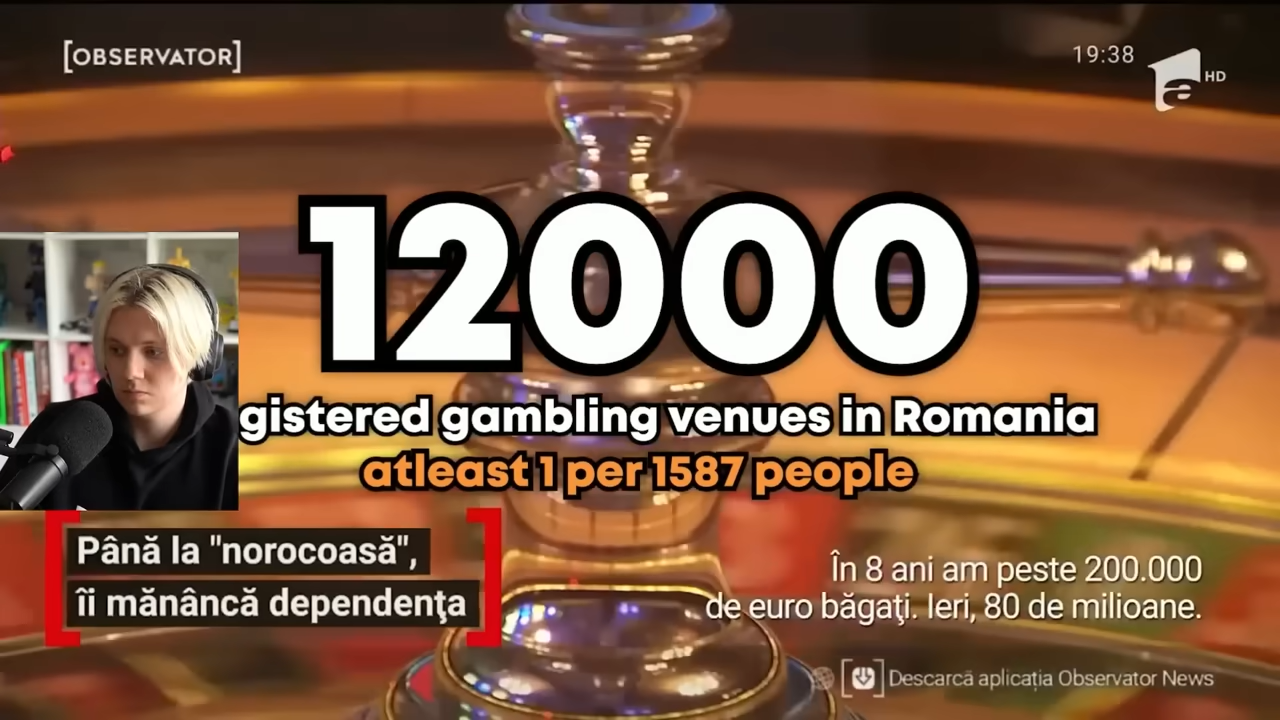 [OBSERVATOR]
19:38
HD
12000
gistered gambling venues in Romania
atleast 1 per 1587 people
Până la "norocoasă",
îi mănâncă dependenţa
În 8 ani am peste 200.000
de euro băgaţi. Ieri, 80 de milioane.
Descarcă aplicația Observator News